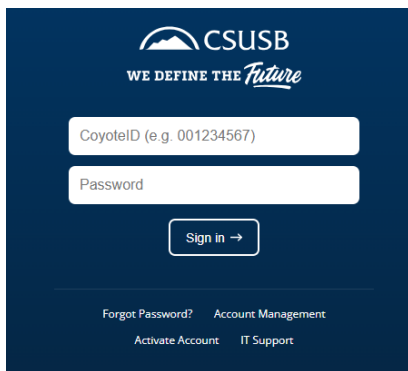 CSUSB
WE DEFINE THE Future
CoyoteID (e.g. 001234567)
Password
Sign in →
Forgot Password? Account Management
Activate Account IT Support